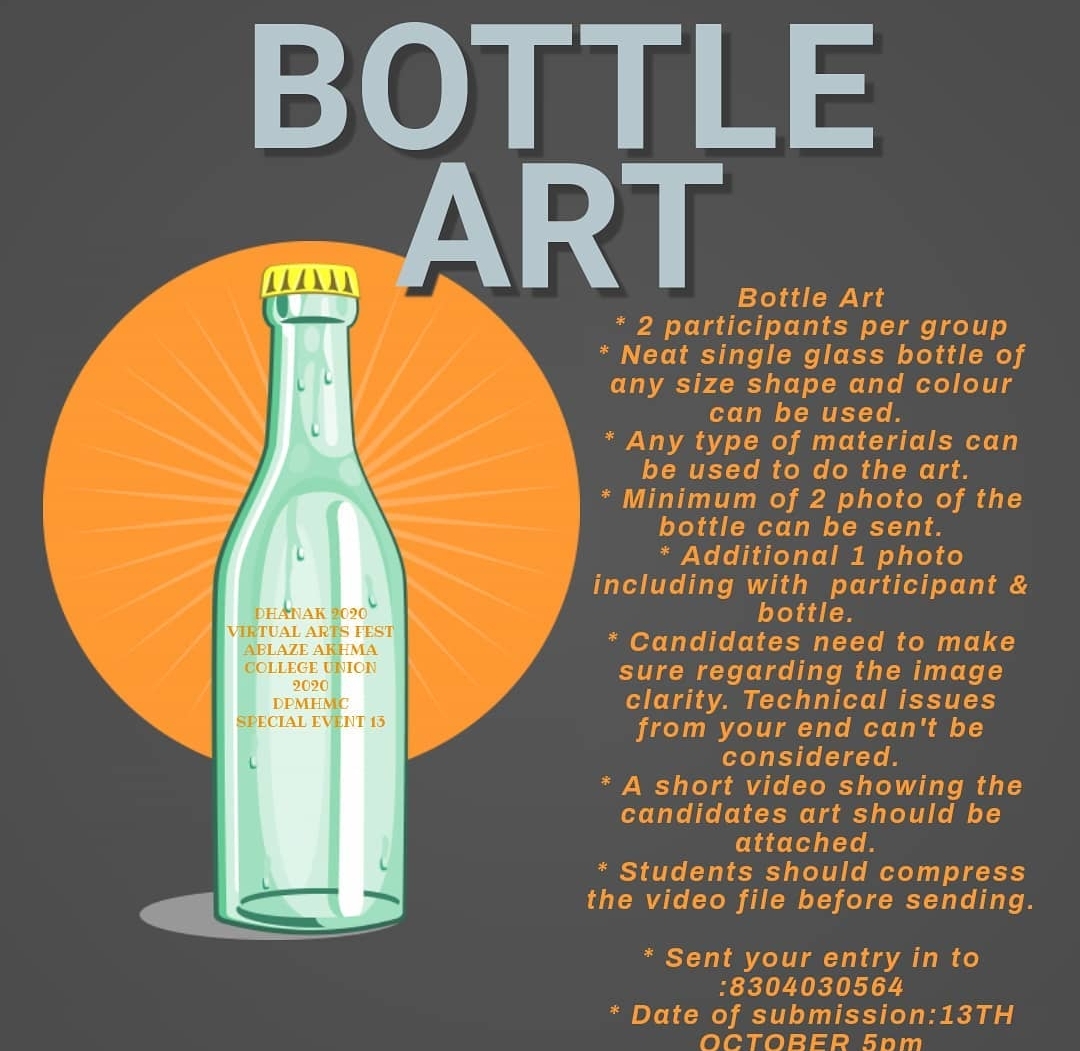 BOTTLE
ART
Bottle Art
* 2 participants per group
* Neat single glass bottle of
any size shape and colour
can be used.
* Any type of materials can
be used to do the art.
* Minimum of 2 photo of the
bottle can be sent.
* Additional 1 photo
including with participant &
bottle.
* Candidates need to make
sure regarding the image
clarity. Technical issues
from your end can't be
considered.
* A short video showing the
candidates art should be
attached.
* Students should compress
the video file before sending.
* Sent your entry in to
:8304030564
* Date of submission:13TH
OCTOBER 5pm
DHANAK 2020
VIRTUAL ARTS FEST
ABLAZE AKHMA
COLLEGE UNION
2020
DPMHMC
SPECIAL EVENT 13